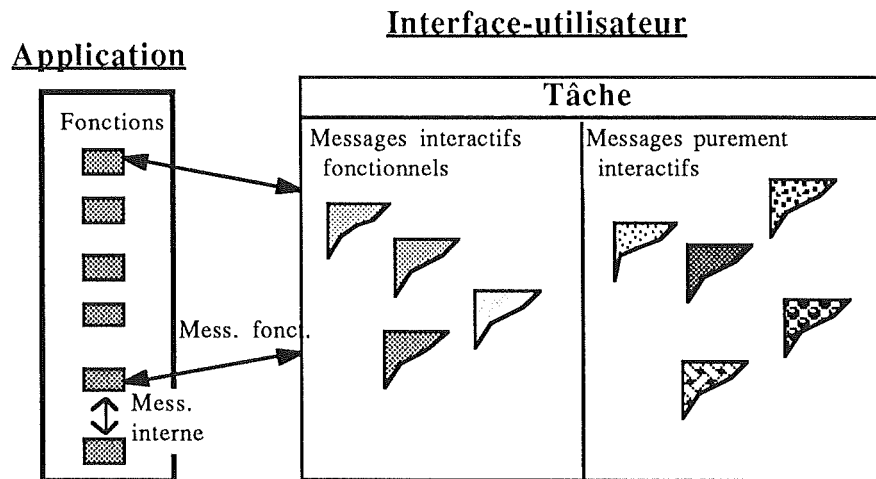 Interface-utilisateur
Application
Tâche
Fonctions
Messages interactifs
fonctionnels
Messages purement
interactifs
Mess. fonct.
Mess.
interne